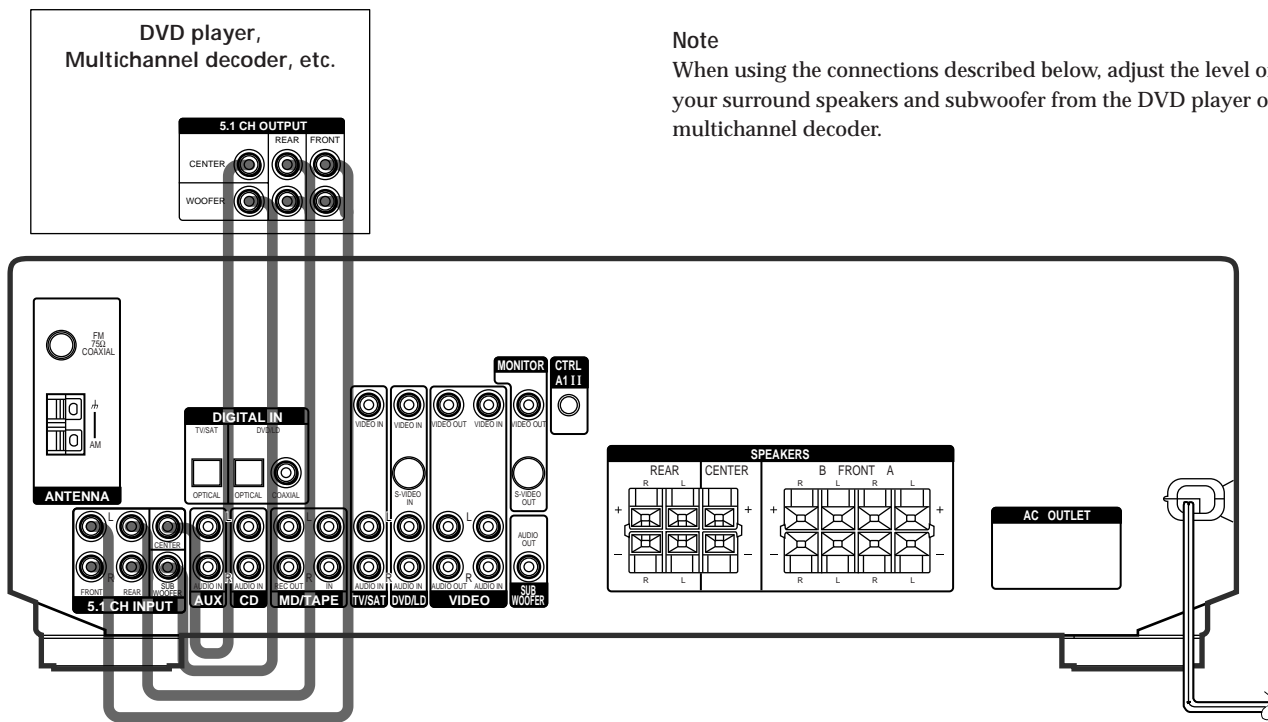 DVD player,
Multichannel decoder, etc.
Note
When using the connections described below, adjust the level
your surround speakers and subwoofer from the DVD player
multichannel decoder.
5.1 CH OUTPUT
REAR FRONT
CENTER
WOOFER
FM
75Ω
COAXIAL
AM
ANTENNA
DIGITAL IN
TV/SAT DVD/LD
OPTICAL OPTICAL COAXIAL
MONITOR
CTRL
A1 II
VIDEO IN VIDEO IN VIDEO OUT VIDEO IN VIDEO OUT
S-VIDEO
IN
S-VIDEO
OUT
L L L L L
CENTER
AUDIO
OUT
R R R R R
FRONT REAR SUB
WOOFER
AUDIO IN AUDIO IN REC OUT IN AUDIO IN AUDIO IN AUDIO OUT AUDIO IN
5.1 CH INPUT AUX CD MD/TAPE TV/SAT DVD/LD VIDEO SUB
WOOFER
SPEAKERS
REAR CENTER B FRONT A
R L R L R L
+ + +
– – –
R L R L R L
AC OUTLET